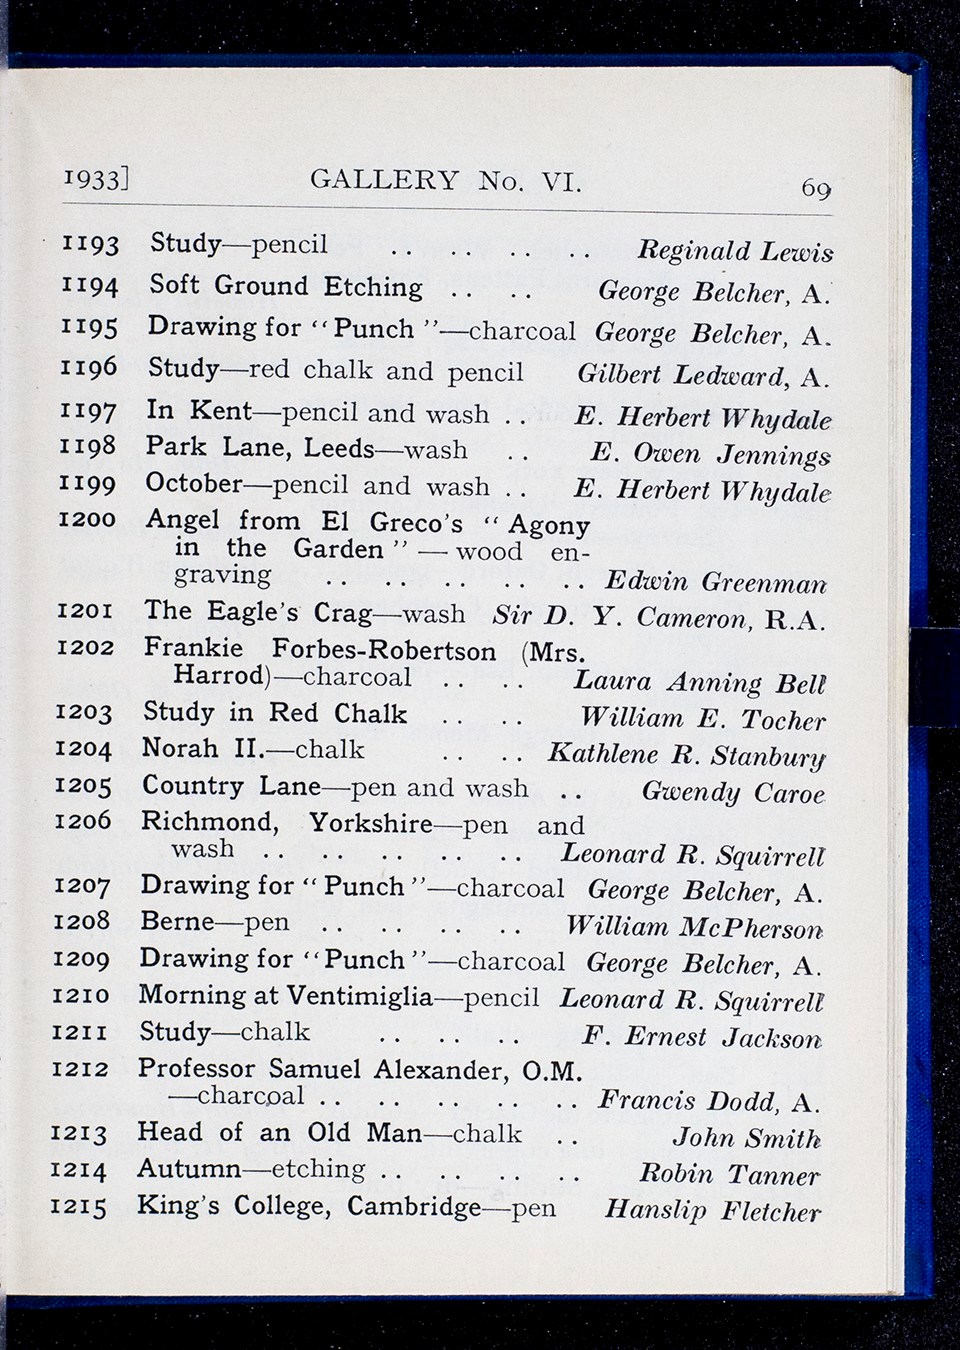 1933] GALLERY No. VI. 69
1193 Study—pencil .. .. .. .. Reginald Lewis
1194 Soft Ground Etching .. .. George Belcher, A.
1195 Drawing for “Punch”—charcoal George Belcher, A.
1196 Study—red chalk and pencil Gilbert Ledward, A.
1197 In Kent—pencil and wash .. E. Herbert Whydale
1198 Park Lane, Leeds—wash .. E. Owen Jennings
1199 October—pencil and wash .. E. Herbert Whydale
1200 Angel from El Greco's “Agony
in the Garden”—wood en-
graving .. .. .. .. .. Edwin Greenman
1201 The Eagle's Crag—wash Sir D. Y. Cameron, R.A.
1202 Frankie Forbes-Robertson (Mrs.
Harrod)—charcoal .. .. Laura Anning Bell
1203 Study in Red Chalk .. .. William E. Tocher
1204 Norah II.—chalk .. .. Kathlene R. Stanbury
1205 Country Lane—pen and wash .. Gwendy Caroe
1206 Richmond, Yorkshire—pen and
wash .. .. .. .. .. Leonard R. Squirrell
1207 Drawing for “Punch”—charcoal George Belcher, A.
1208 Berne—pen .. .. .. .. William McPherson
1209 Drawing for “Punch”—charcoal George Belcher, A.
1210 Morning at Ventimiglia—pencil Leonard R. Squirrell
1211 Study—chalk .. .. .. F. Ernest Jackson
1212 Professor Samuel Alexander, O.M.
—charcoal .. .. .. .. .. Francis Dodd, A.
1213 Head of an Old Man—chalk .. John Smith
1214 Autumn—etching .. .. .. .. Robin Tanner
1215 King's College, Cambridge—pen Hanslip Fletcher